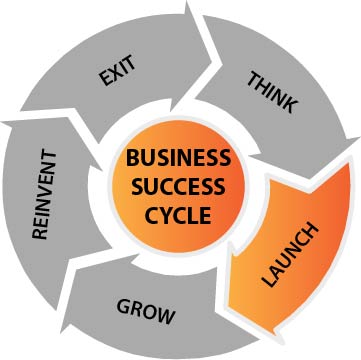 BUSINESS
SUCCESS
CYCLE
THINK
LAUNCH
GROW
REINVENT
EXIT